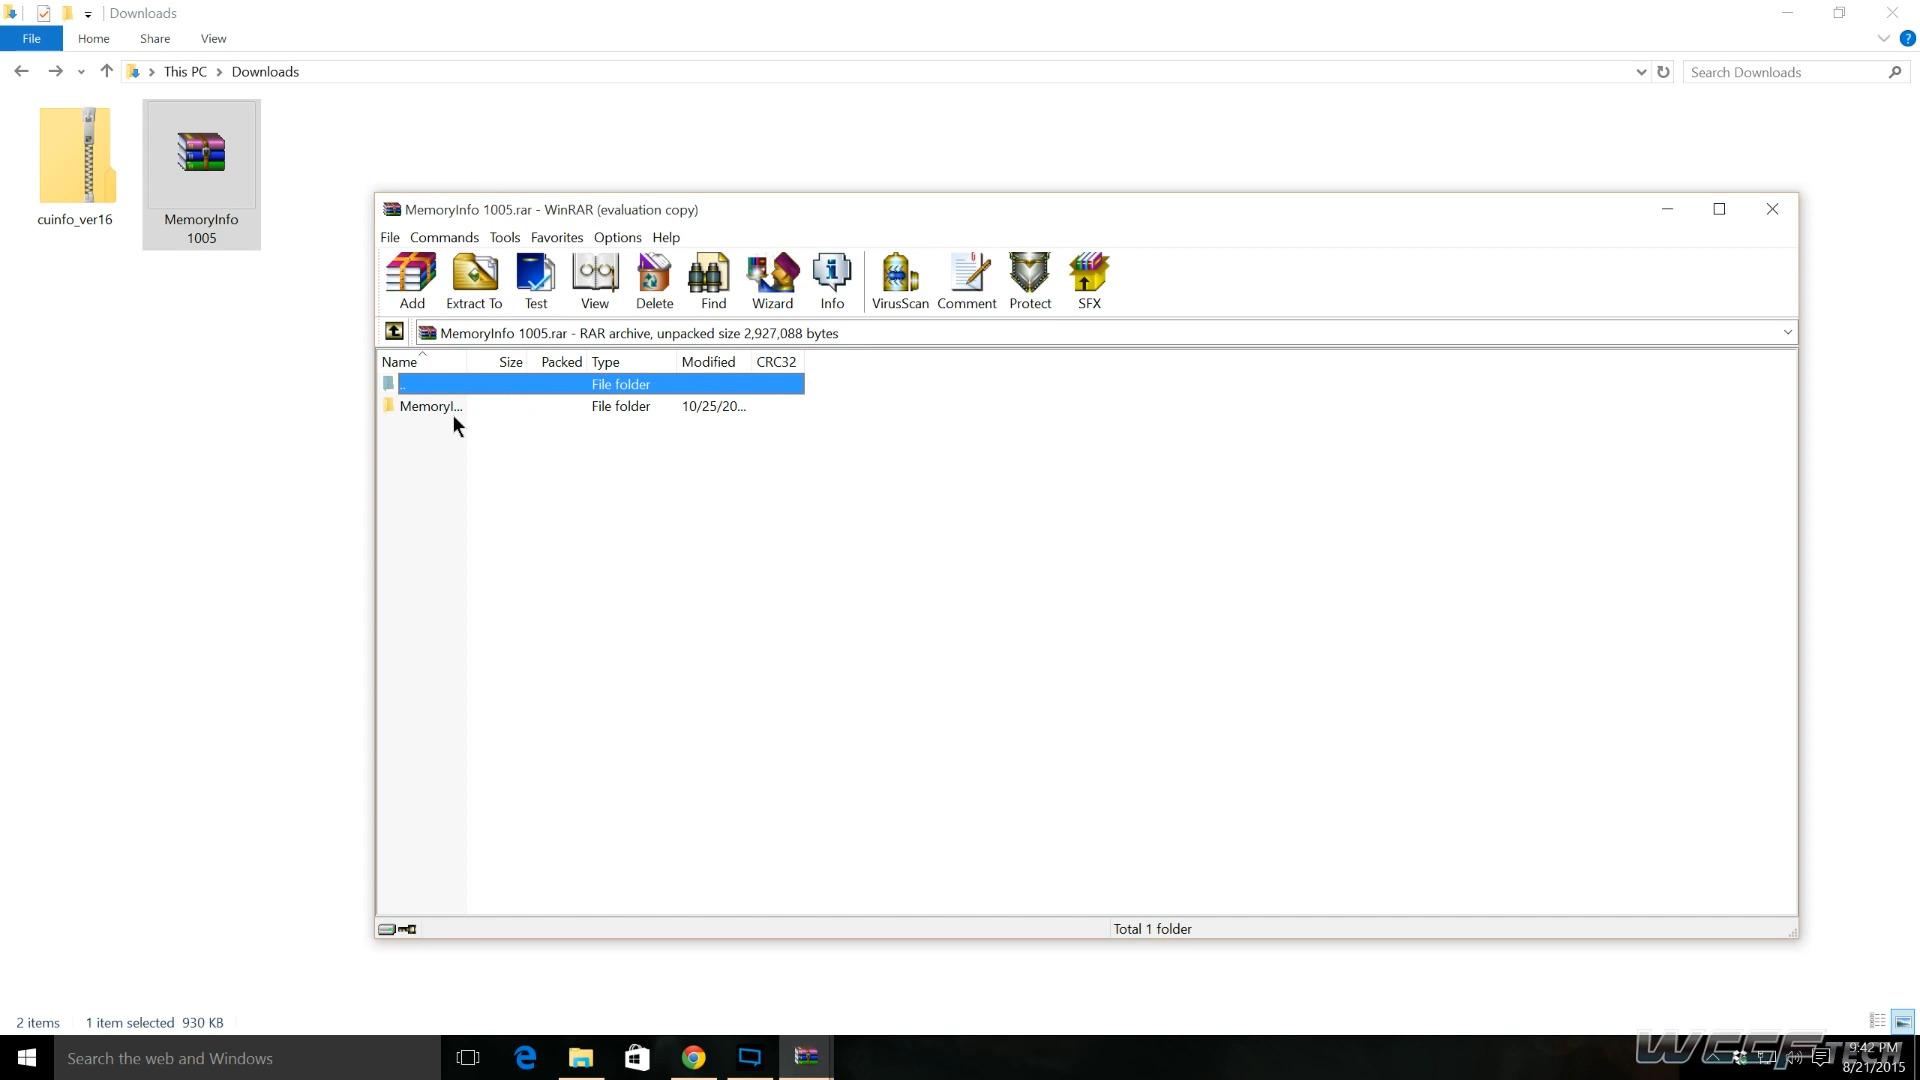 Downloads
File Home Share View
This PC Downloads
Search Downloads
cuinfo_ver16
MemoryInfo
1005
MemoryInfo 1005.rar - WinRAR (evaluation copy)
File Commands Tools Favorites Options Help
Add Extract To Test View Delete Find Wizard Info VirusScan Comment Protect SFX
MemoryInfo 1005.rar - RAR archive, unpacked size 2,927,088 bytes
Name Size Packed Type Modified CRC32
.. File folder
MemoryI... File folder 10/25/20...
Total 1 folder
2 items 1 item selected 930 KB
Search the web and Windows
WCCFTECH
9:42 PM
8/21/2015